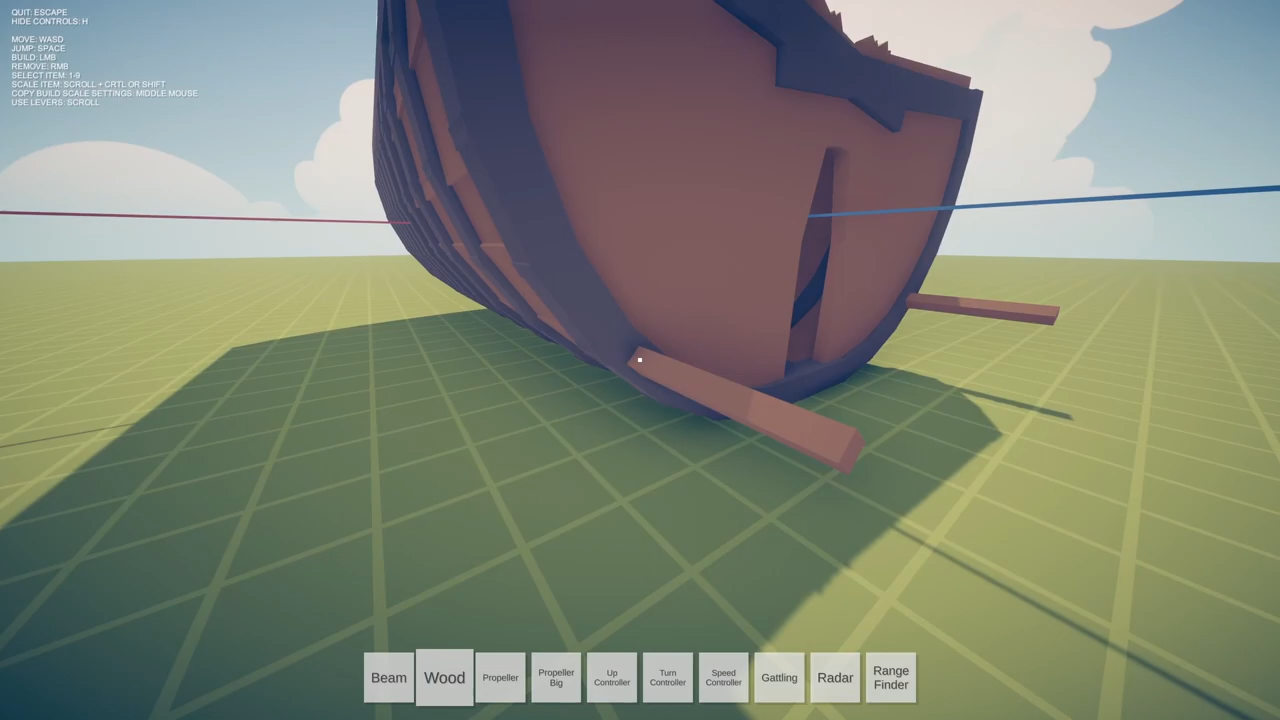 QUIT: ESCAPE
HIDE CONTROLS: H
MOVE: WASD
JUMP: SPACE
BUILD: LMB
REMOVE: RMB
SELECT ITEM: 1-9
SCALE ITEM: SCROLL + CRTL OR SHIFT
COPY BUILD SCALE SETTINGS: MIDDLE MOUSE
USE LEVERS: SCROLL
Beam
Wood
Propeller
Propeller
Big
Up
Controller
Turn
Controller
Speed
Controller
Gattling
Radar
Range
Finder